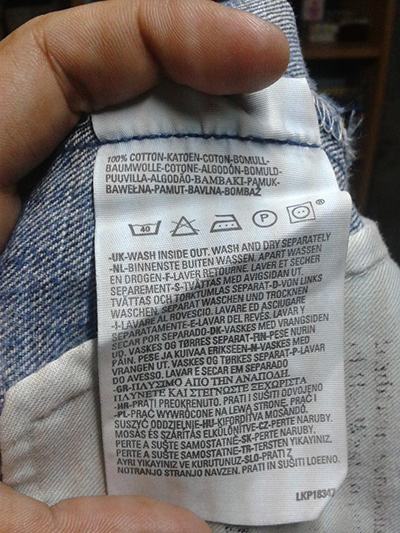 100% COTTON-KATOEN-COTON-BOMULL-
BAUMWOLLE-COTONE-ALGODÓN-BOMULD-
PUUVILLA-ALGODÃO-ΒΑΜΒΑΚΙ-PAMUK-
BAWEŁNA-PAMUT-BAVLNA-BOMBAŽ
40 P ®
-UK-WASH INSIDE OUT. WASH AND DRY SEPARATELY
-NL-BINNENSTE BUITEN WASSEN. APART WASSEN
EN DROGEN-F-LAVER RETOURNE. LAVER ET SECHER
SEPAREMENT-S-TVÄTTAS MED AVIGSIDAN UT.
TVÄTTAS OCH TORKTUMLAS SEPARAT-D-VON LINKS
WASCHEN. SEPARAT WASCHEN UND TROCKNEN
-I-LAVARE AL ROVESCIO. LAVARE ED ASCIUGARE
SEPARATAMENTE-E-LAVAR DEL REVES. LAVAR Y
SECAR POR SEPARADO-DK-VASKES MED VRANGSIDEN
UD. VASKES OG TØRRES SEPARAT-FIN-PESE NURIN
PÄIN. PESE JA KUIVAA ERIKSEEN-N-VASKES MED
VRANGEN UT. VASKES OG TØRKES SEPARAT-P-LAVAR
DO AVESSO. LAVAR E SECAR EM SEPARADO
-GR-ΠΛΥΣΙΜΟ ΑΠΟ ΤΗΝ ΑΝΑΠΟΔΗ.
ΠΛΥΝΕΤΕ ΚΑΙ ΣΤΕΓΝΩΣΤΕ ΞΕΧΩΡΙΣΤΑ
-HR-PRATI PREOKRENUTO. PRATI I SUŠITI ODVOJENO
-PL-PRAĆ WYWRÓCONE NA LEWĄ STRONĘ, PRAĆ I
SUSZYĆ ODDZIELNIE-HU-KIFORDÍTVA MOSANDÓ.
MOSÁS ÉS SZÁRÍTÁS ELKÜLÖNÍTVE-CZ-PERTE NARUBY.
PERTE A SUŠTE SAMOSTATNĚ-SK-PERTE NARUBY.
PERTE A SUŠTE SAMOSTATNE-TR-TERSTEN YIKAYINIZ.
AYRI YIKAYINIZ VE KURUTUNUZ-SLO-PRATI Z
NOTRANJO STRANJO NAVZEN. PRATI IN SUŠITI LOČENO.
LKP18347